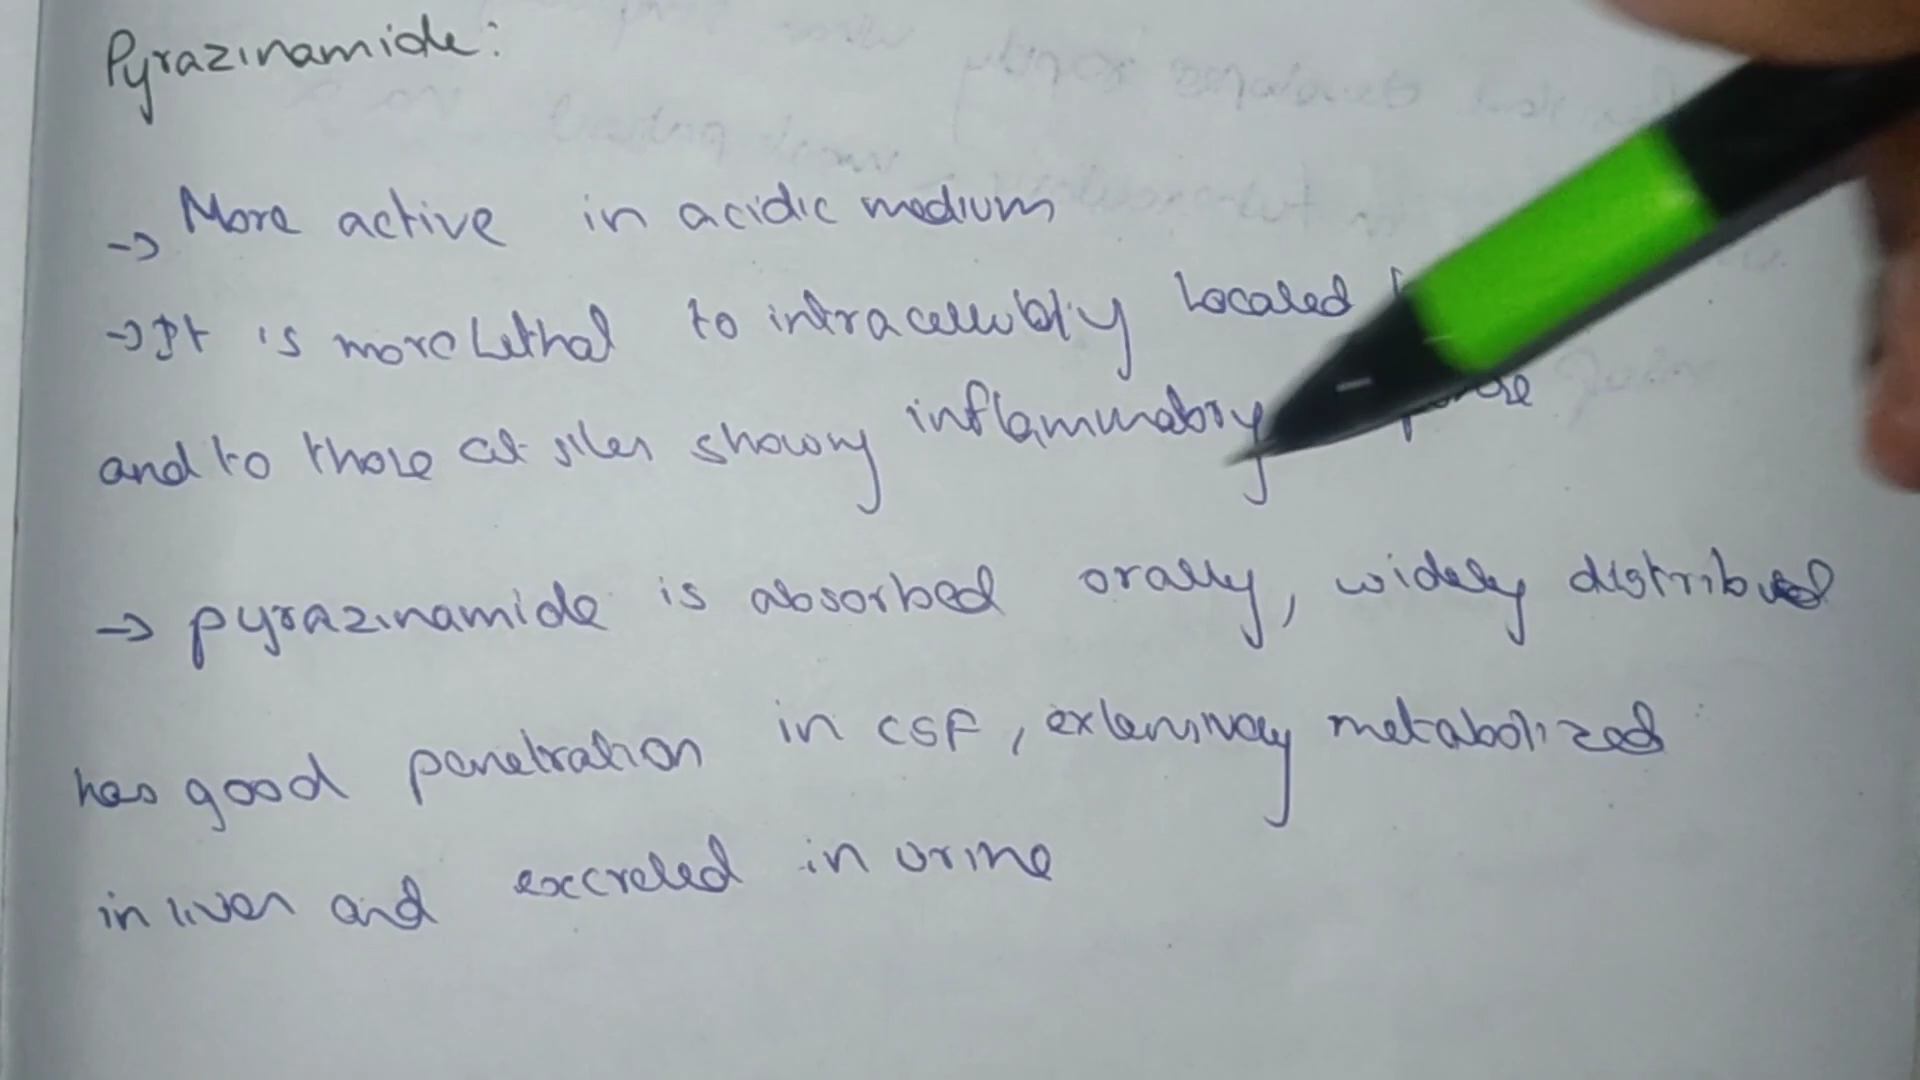 Pyrazinamide:
→ More active in acidic medium
→ It is more Lethal to intracellularly Located
and to those at sites showing inflammatory
→ pyrazinamide is absorbed orally, widely distributed
has good penetration in CSF, extensively metabolized
in liver and excreted in urine